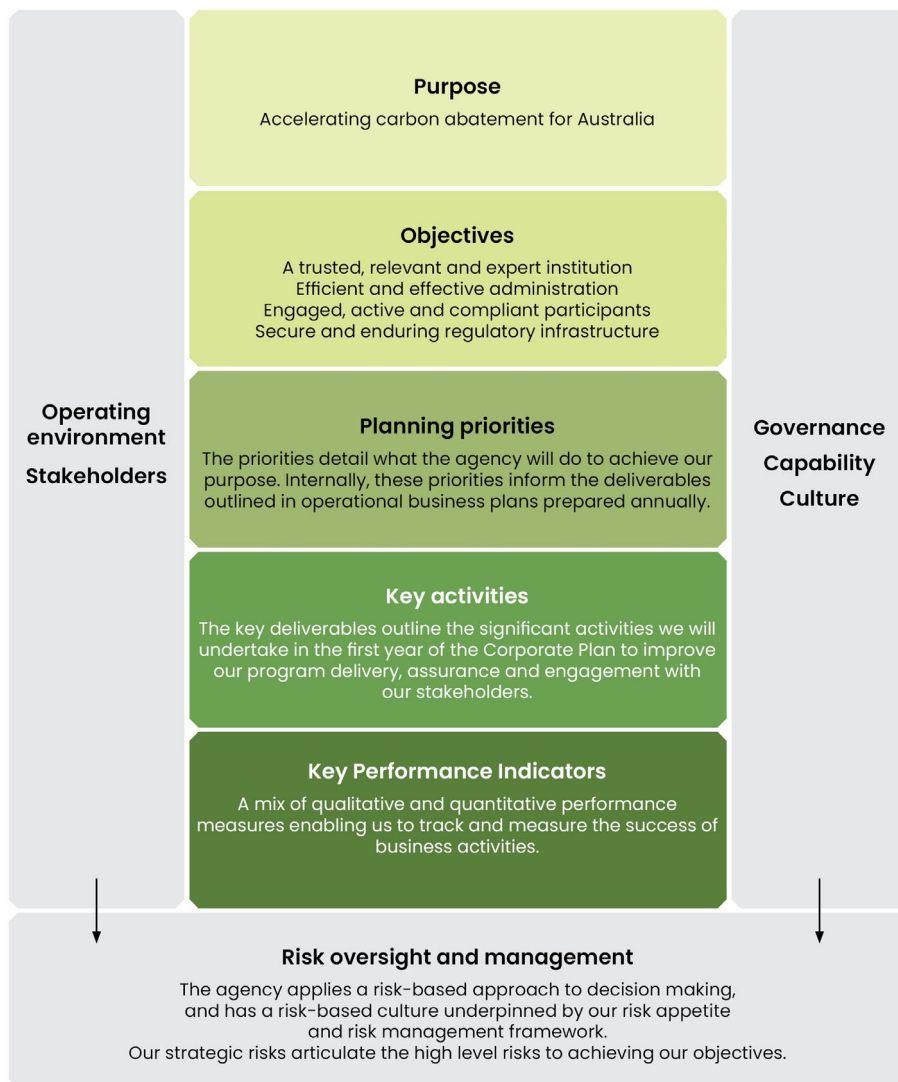 Purpose
Accelerating carbon abatement for Australia
Objectives
A trusted, relevant and expert institution
Efficient and effective administration
Engaged, active and compliant participants
Secure and enduring regulatory infrastructure
Operating
environment
Stakeholders
Planning priorities
The priorities detail what the agency will do to achieve our
purpose. Internally, these priorities inform the deliverables
outlined in operational business plans prepared annually.
Governance
Capability
Culture
Key activities
The key deliverables outline the significant activities we will
undertake in the first year of the Corporate Plan to improve
our program delivery, assurance and engagement with
our stakeholders.
Key Performance Indicators
A mix of qualitative and quantitative performance
measures enabling us to track and measure the success of
business activities.
Risk oversight and management
The agency applies a risk-based approach to decision making,
and has a risk-based culture underpinned by our risk appetite
and risk management framework.
Our strategic risks articulate the high level risks to achieving our objectives.